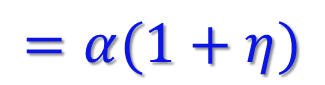 = α(1 + η)